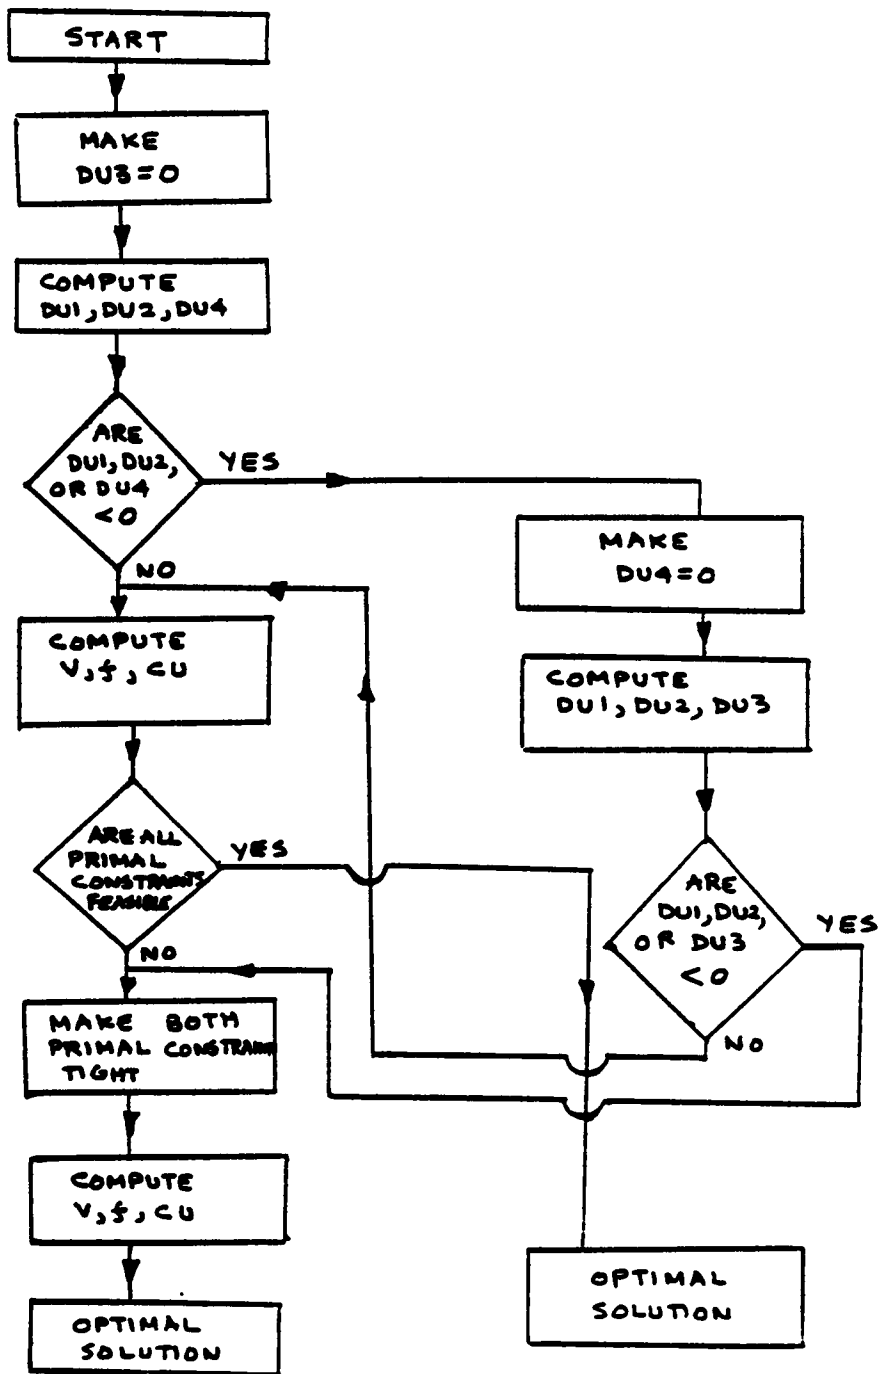 START
MAKE
DU3=0
COMPUTE
DU1, DU2, DU4
ARE
DU1, DU2,
OR DU4
<0
YES
NO
MAKE
DU4=0
COMPUTE
DU1, DU2, DU3
ARE
DU1, DU2,
OR DU3
<0
YES
NO
COMPUTE
V, f, CU
ARE ALL
PRIMAL
CONSTRAINTS
FEASIBLE
YES
NO
MAKE BOTH
PRIMAL CONSTRAINT
TIGHT
COMPUTE
V, f, CU
OPTIMAL
SOLUTION
OPTIMAL
SOLUTION